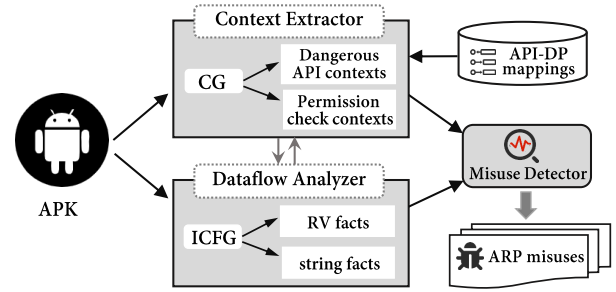 Context Extractor
CG
Dangerous
API contexts
Permission
check contexts
API-DP
mappings
APK
Dataflow Analyzer
ICFG
RV facts
string facts
Misuse Detector
ARP misuses